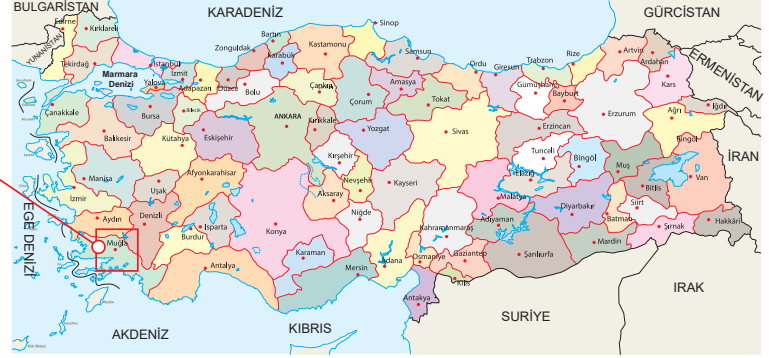 BULGARİSTAN
KARADENİZ
GÜRCİSTAN
Edirne
Kırklareli
YUNANİSTAN
Tekirdağ
İstanbul
Marmara
Denizi
Yalova
İzmit
Adapazarı
Düzce
Zonguldak
Bartın
Karabük
Bolu
Kastamonu
Sinop
Çankırı
Samsun
Amasya
Çorum
Tokat
Ordu
Giresun
Trabzon
Rize
Artvin
Ardahan
ERMENİSTAN
Kars
Gümüşhane
Bayburt
Erzurum
Ağrı
Iğdır
Çanakkale
Balıkesir
Bursa
Bilecik
Kütahya
Eskişehir
ANKARA
Kırıkkale
Yozgat
Sivas
Erzincan
Tunceli
Bingöl
Elazığ
Muş
Bingöl
İRAN
Van
Bitlis
Manisa
İzmir
Uşak
Afyonkarahisar
Kırşehir
Nevşehir
Aksaray
Kayseri
Malatya
Diyarbakır
Batman
Siirt
Şırnak
Hakkâri
EGE DENİZİ
Aydın
Denizli
Muğla
Burdur
Isparta
Konya
Niğde
Kahramanmaraş
Adıyaman
Mardin
Antalya
Karaman
Mersin
Adana
Osmaniye
Gaziantep
Şanlıurfa
Kilis
Antakya
AKDENİZ
KIBRIS
SURİYE
IRAK